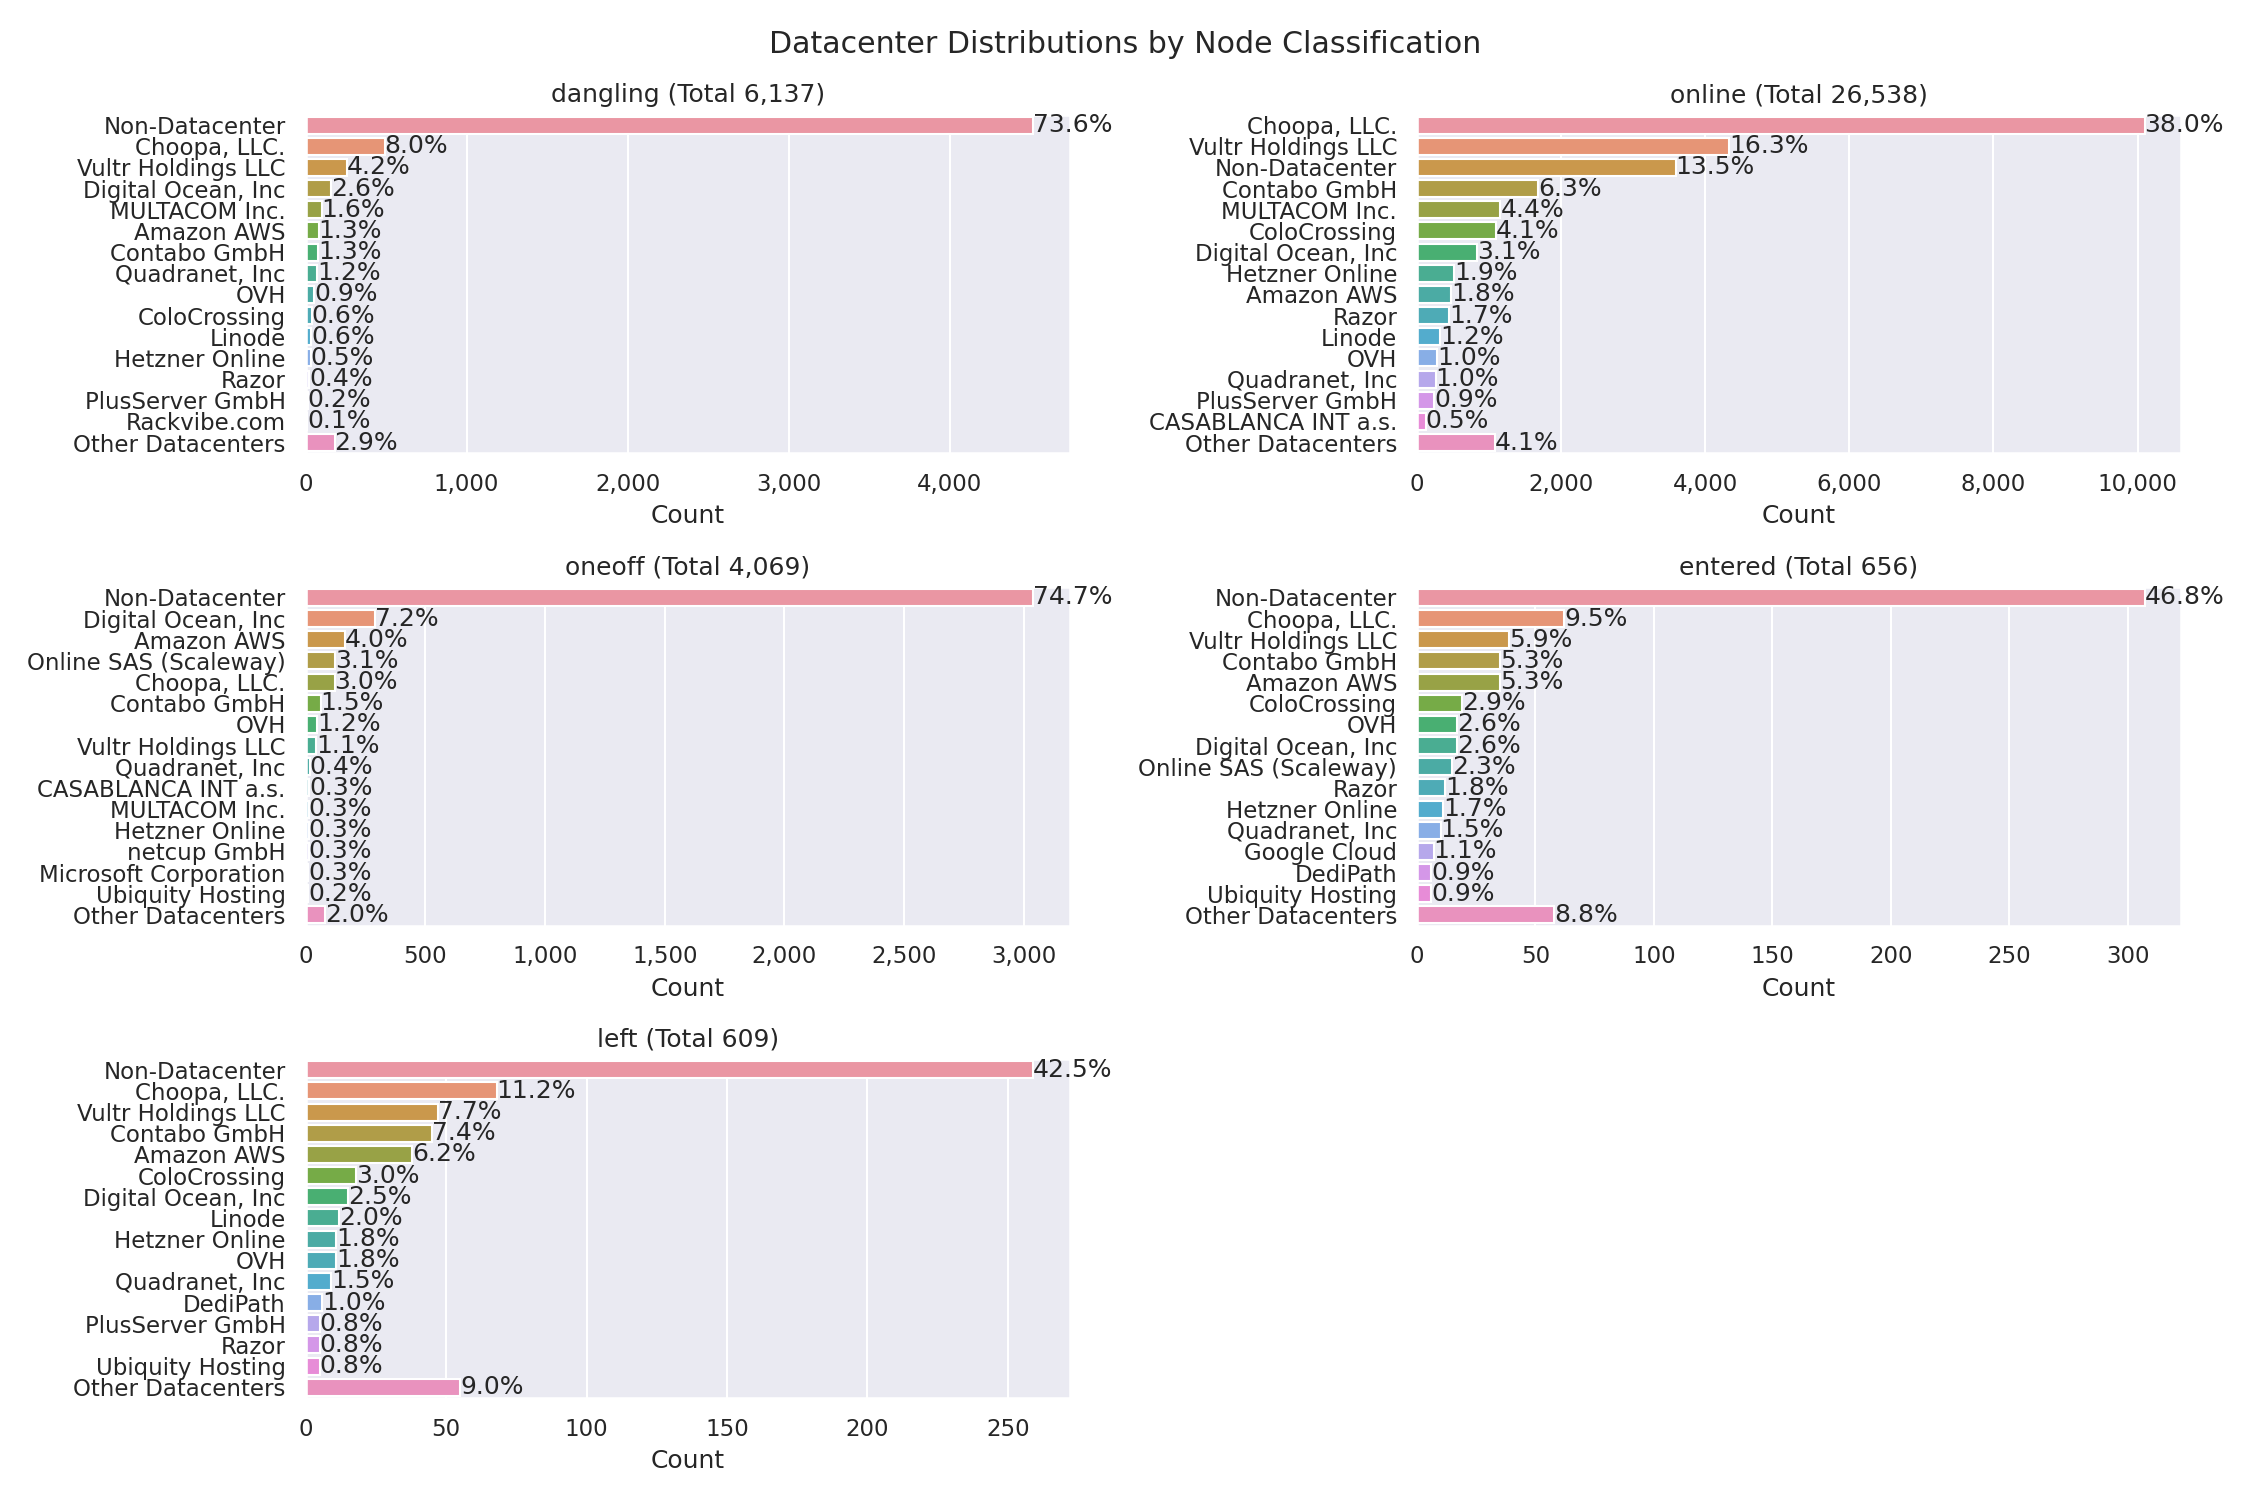 Datacenter Distributions by Node Classification
dangling (Total 6,137)
Non-Datacenter 73.6%
Choopa, LLC. 8.0%
Vultr Holdings LLC 4.2%
Digital Ocean, Inc 2.6%
MULTACOM Inc. 1.6%
Amazon AWS 1.3%
Contabo GmbH 1.3%
Quadranet, Inc 1.2%
OVH 0.9%
ColoCrossing 0.6%
Linode 0.6%
Hetzner Online 0.5%
Razor 0.4%
PlusServer GmbH 0.2%
Rackvibe.com 0.1%
Other Datacenters 2.9%
0 1,000 2,000 3,000 4,000
Count
online (Total 26,538)
Choopa, LLC. 38.0%
Vultr Holdings LLC 16.3%
Non-Datacenter 13.5%
Contabo GmbH 6.3%
MULTACOM Inc. 4.4%
ColoCrossing 4.1%
Digital Ocean, Inc 3.1%
Hetzner Online 1.9%
Amazon AWS 1.8%
Razor 1.7%
Linode 1.2%
OVH 1.0%
Quadranet, Inc 1.0%
PlusServer GmbH 0.9%
CASABLANCA INT a.s. 0.5%
Other Datacenters 4.1%
0 2,000 4,000 6,000 8,000 10,000
Count
oneoff (Total 4,069)
Non-Datacenter 74.7%
Digital Ocean, Inc 7.2%
Amazon AWS 4.0%
Online SAS (Scaleway) 3.1%
Choopa, LLC. 3.0%
Contabo GmbH 1.5%
OVH 1.2%
Vultr Holdings LLC 1.1%
Quadranet, Inc 0.4%
CASABLANCA INT a.s. 0.3%
MULTACOM Inc. 0.3%
Hetzner Online 0.3%
netcup GmbH 0.3%
Microsoft Corporation 0.3%
Ubiquity Hosting 0.2%
Other Datacenters 2.0%
0 500 1,000 1,500 2,000 2,500 3,000
Count
entered (Total 656)
Non-Datacenter 46.8%
Choopa, LLC. 9.5%
Vultr Holdings LLC 5.9%
Contabo GmbH 5.3%
Amazon AWS 5.3%
ColoCrossing 2.9%
OVH 2.6%
Digital Ocean, Inc 2.6%
Online SAS (Scaleway) 2.3%
Razor 1.8%
Hetzner Online 1.7%
Quadranet, Inc 1.5%
Google Cloud 1.1%
DediPath 0.9%
Ubiquity Hosting 0.9%
Other Datacenters 8.8%
0 50 100 150 200 250 300
Count
left (Total 609)
Non-Datacenter 42.5%
Choopa, LLC. 11.2%
Vultr Holdings LLC 7.7%
Contabo GmbH 7.4%
Amazon AWS 6.2%
ColoCrossing 3.0%
Digital Ocean, Inc 2.5%
Linode 2.0%
Hetzner Online 1.8%
OVH 1.8%
Quadranet, Inc 1.5%
DediPath 1.0%
PlusServer GmbH 0.8%
Razor 0.8%
Ubiquity Hosting 0.8%
Other Datacenters 9.0%
0 50 100 150 200 250
Count